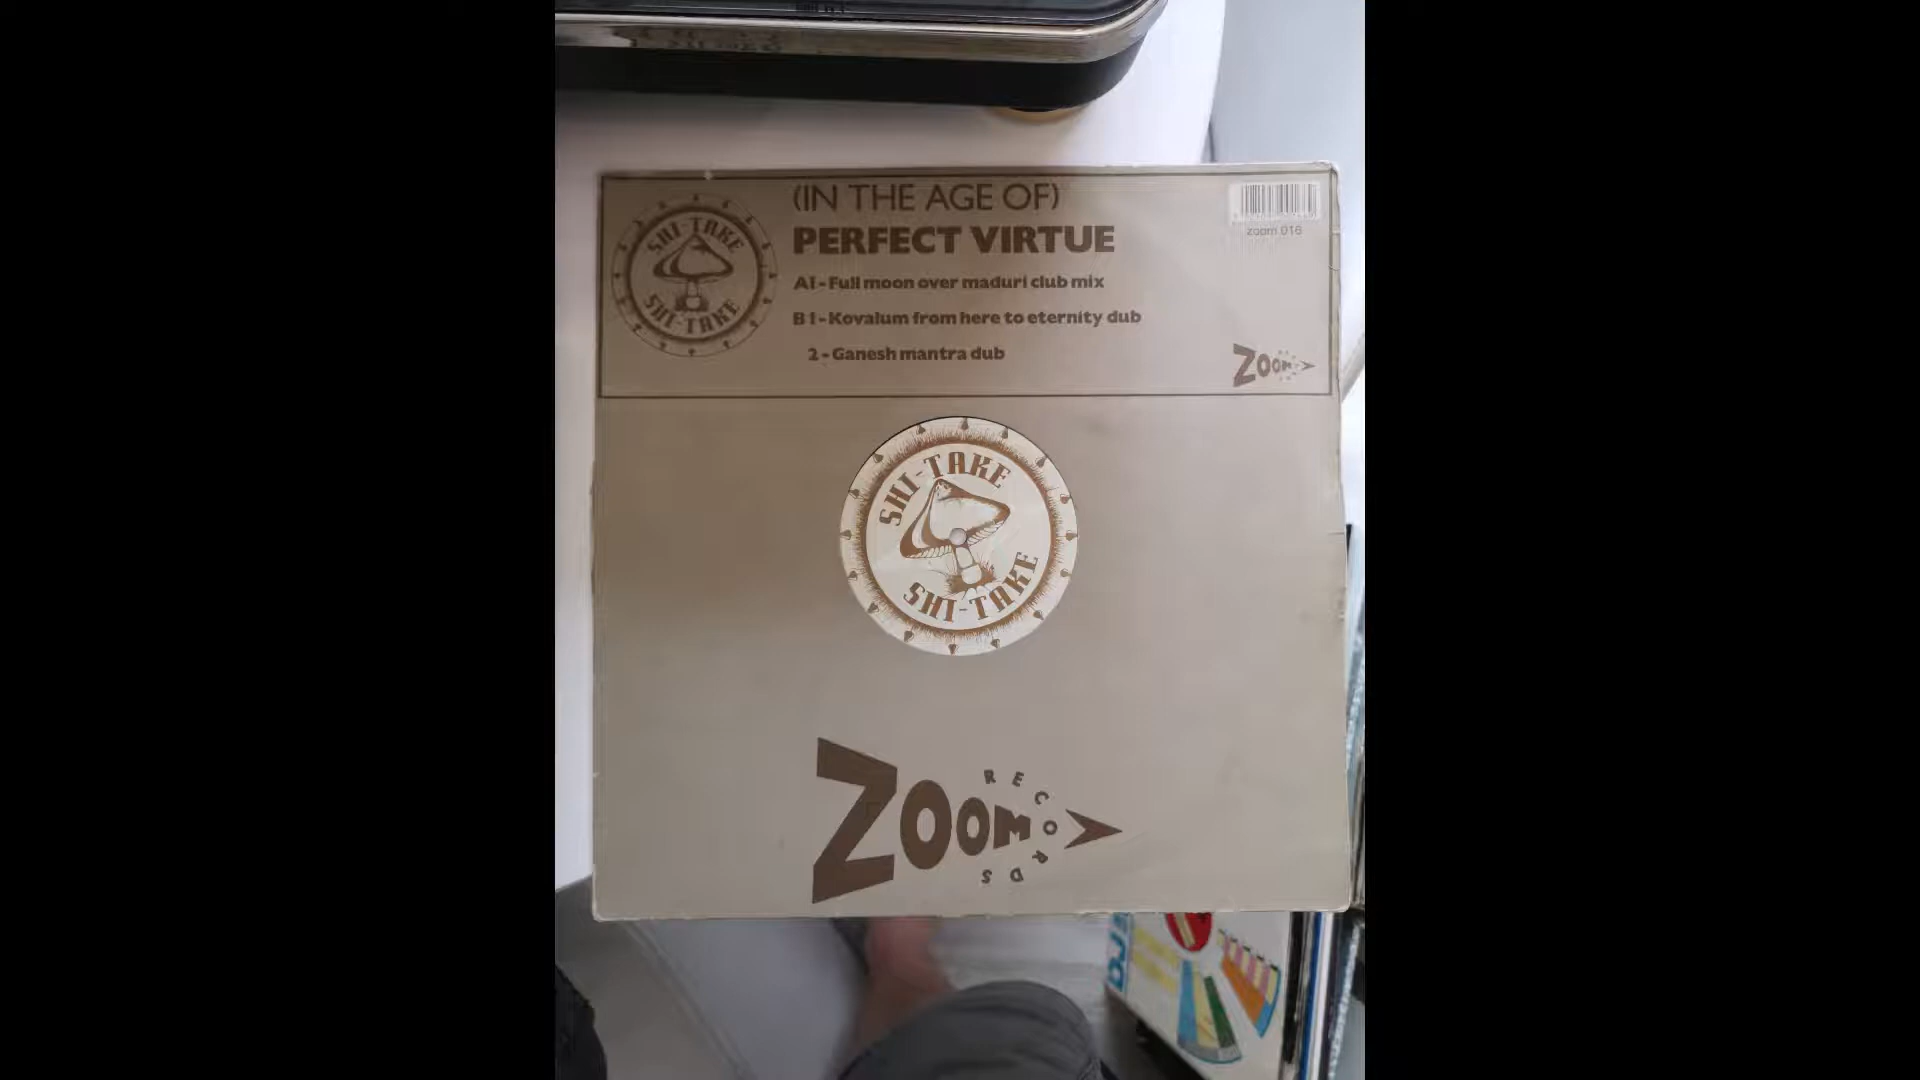 (IN THE AGE OF)
PERFECT VIRTUE
A1 - Full moon over maduri club mix
B 1 - Kovalum from here to eternity dub
2 - Ganesh mantra dub
SHI-TAKE
SHI-TAKE
zoom 016
ZOOM
SHI-TAKE
SHI-TAKE
ZOOM
RECORDS
DJ